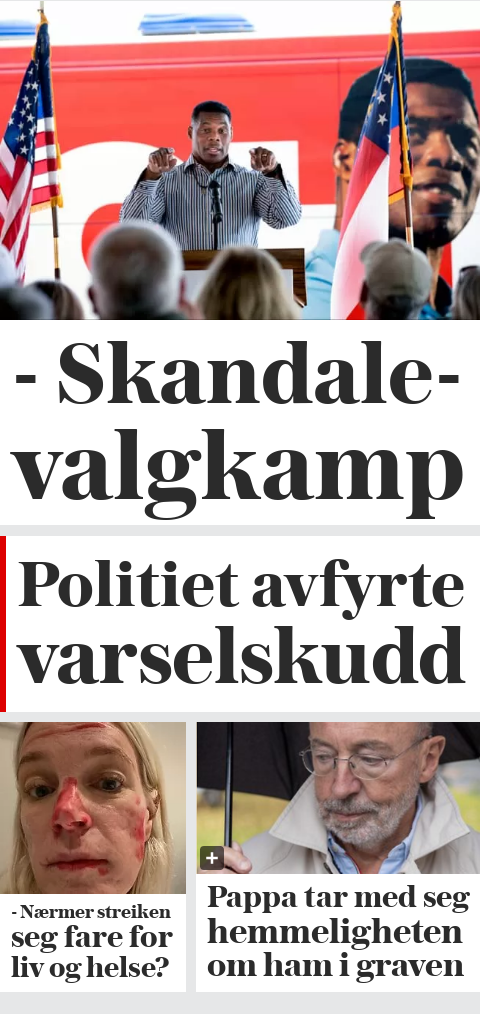 - Skandale-
valgkamp
Politiet avfyrte
varselskudd
- Nærmer streiken
seg fare for
liv og helse?
Pappa tar med seg
hemmeligheten
om ham i graven